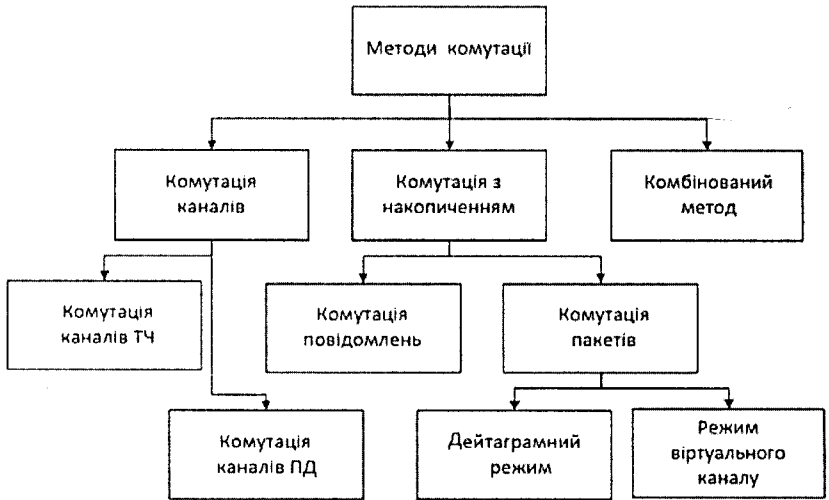 Методи комутації
Комутація
каналів
Комутація з
накопиченням
Комбінований
метод
Комутація
каналів ТЧ
Комутація
повідомлень
Комутація
пакетів
Комутація
каналів ПД
Дейтаграмний
режим
Режим
віртуального
каналу